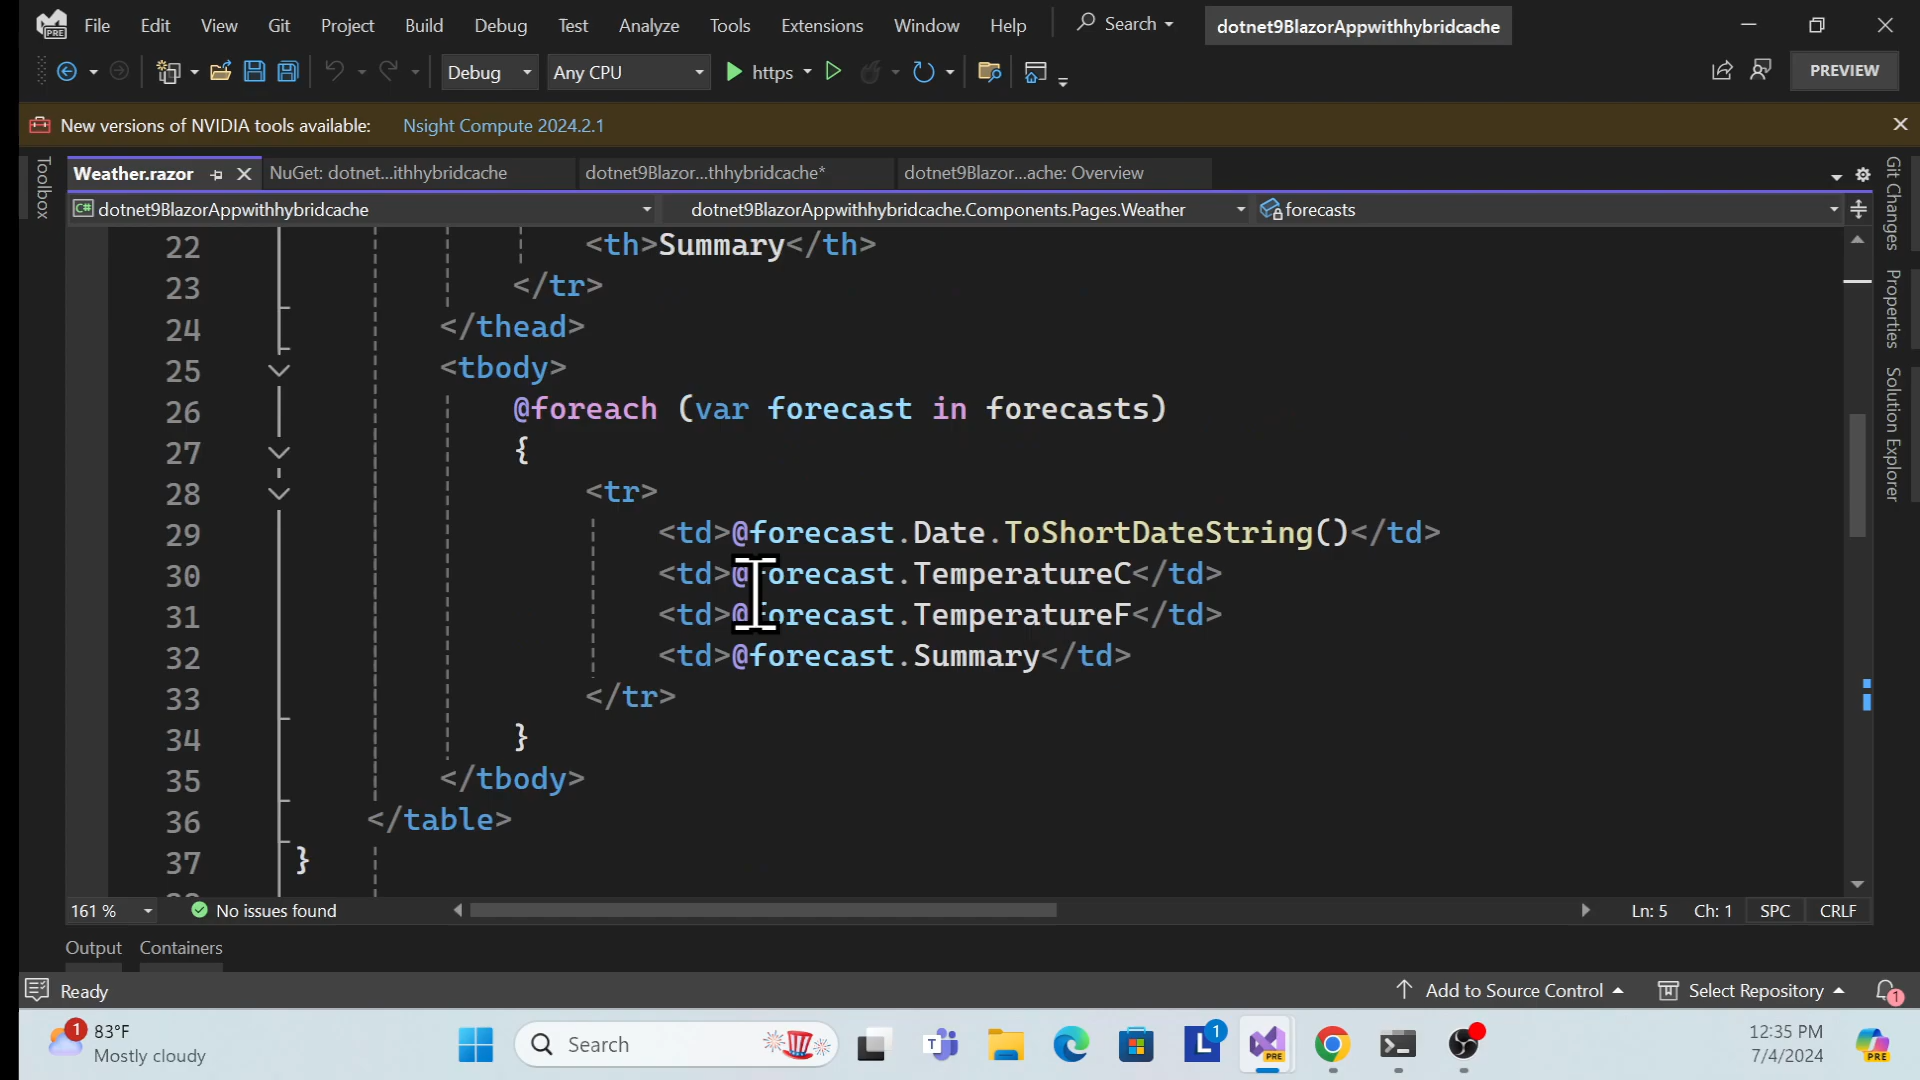 File Edit View Git Project Build Debug Test Analyze Tools Extensions Window Help Search dotnet9BlazorAppwithhybridcache
PRE
Debug Any CPU https PREVIEW
New versions of NVIDIA tools available: Nsight Compute 2024.2.1
Toolbox
Weather.razor NuGet: dotnet...ithhybridcache dotnet9Blazor...thhybridcache* dotnet9Blazor...ache: Overview
C# dotnet9BlazorAppwithhybridcache dotnet9BlazorAppwithhybridcache.Components.Pages.Weather forecasts
Git Changes
Properties
Solution Explorer
22 <th>Summary</th>
23 </tr>
24 </thead>
25 <tbody>
26 @foreach (var forecast in forecasts)
27 {
28 <tr>
29 <td>@forecast.Date.ToShortDateString()</td>
30 <td>@forecast.TemperatureC</td>
31 <td>@forecast.TemperatureF</td>
32 <td>@forecast.Summary</td>
33 </tr>
34 }
35 </tbody>
36 </table>
37 }
161 % No issues found Ln: 5 Ch: 1 SPC CRLF
Output Containers
Ready Add to Source Control Select Repository 1
1 83°F
Mostly cloudy
Search
T
L 1
PRE
12:35 PM
7/4/2024
PRE